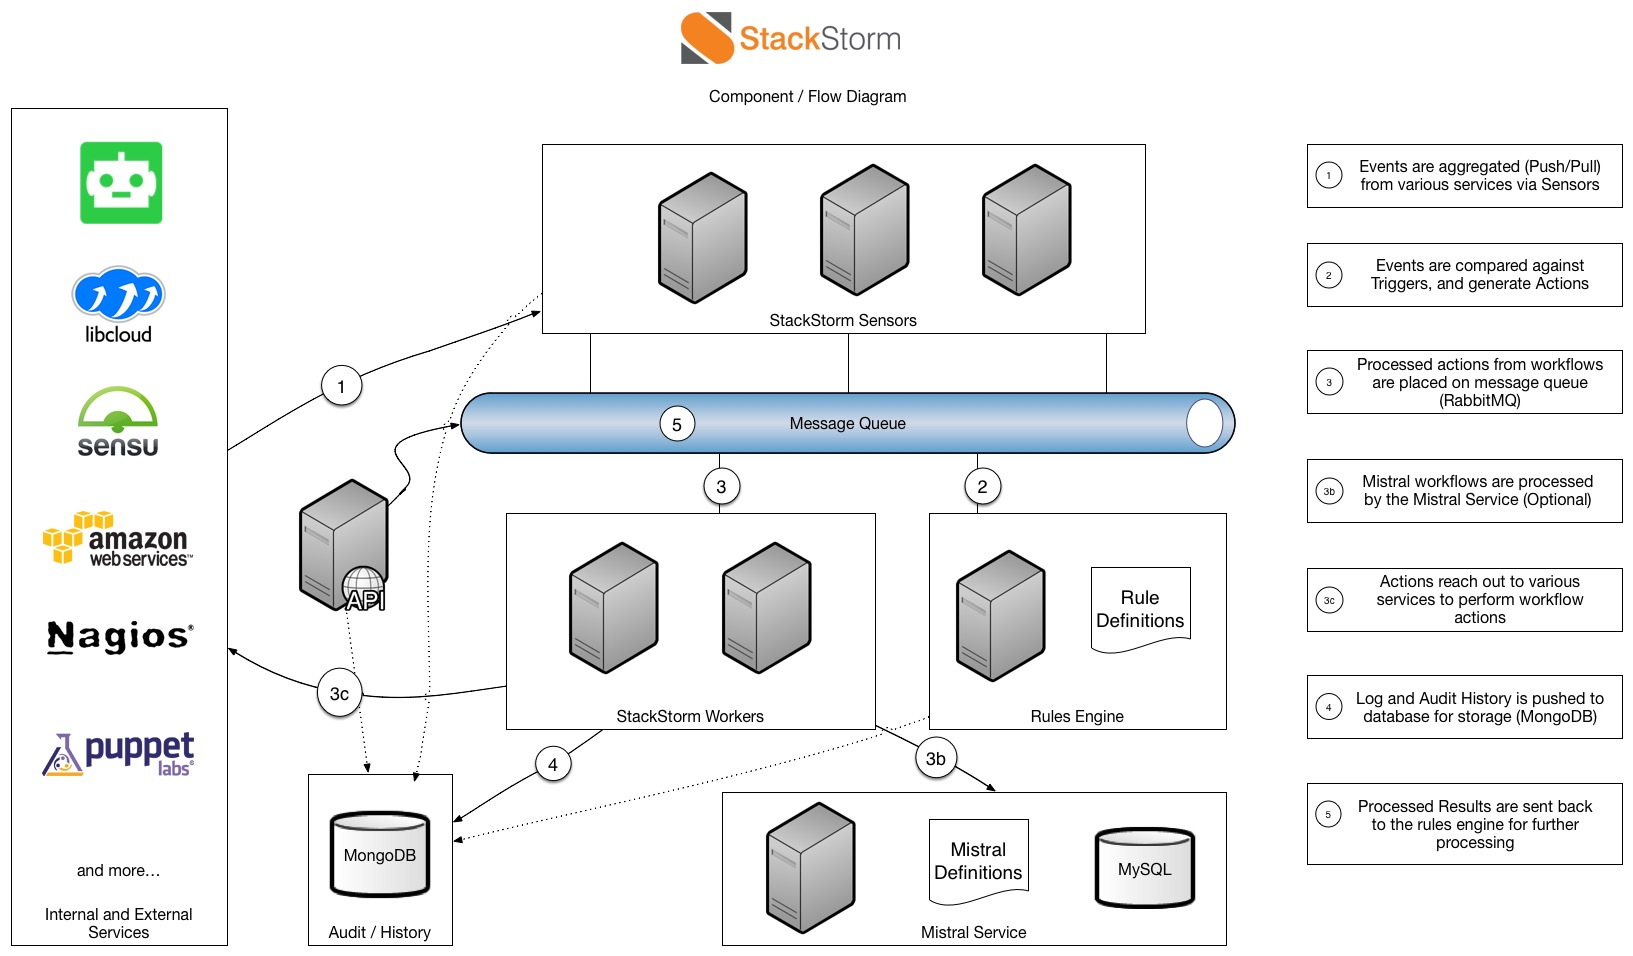 StackStorm
Component / Flow Diagram
libcloud
sensu
amazon
web services™
Nagios®
puppet
labs®
and more…
Internal and External
Services
StackStorm Sensors
1
5
Message Queue
3
2
API
StackStorm Workers
Rule
Definitions
Rules Engine
3c
4
3b
MongoDB
Audit / History
Mistral
Definitions
MySQL
Mistral Service
1
Events are aggregated (Push/Pull)
from various services via Sensors
2
Events are compared against
Triggers, and generate Actions
3
Processed actions from workflows
are placed on message queue
(RabbitMQ)
3b
Mistral workflows are processed
by the Mistral Service (Optional)
3c
Actions reach out to various
services to perform workflow
actions
4
Log and Audit History is pushed to
database for storage (MongoDB)
5
Processed Results are sent back
to the rules engine for further
processing